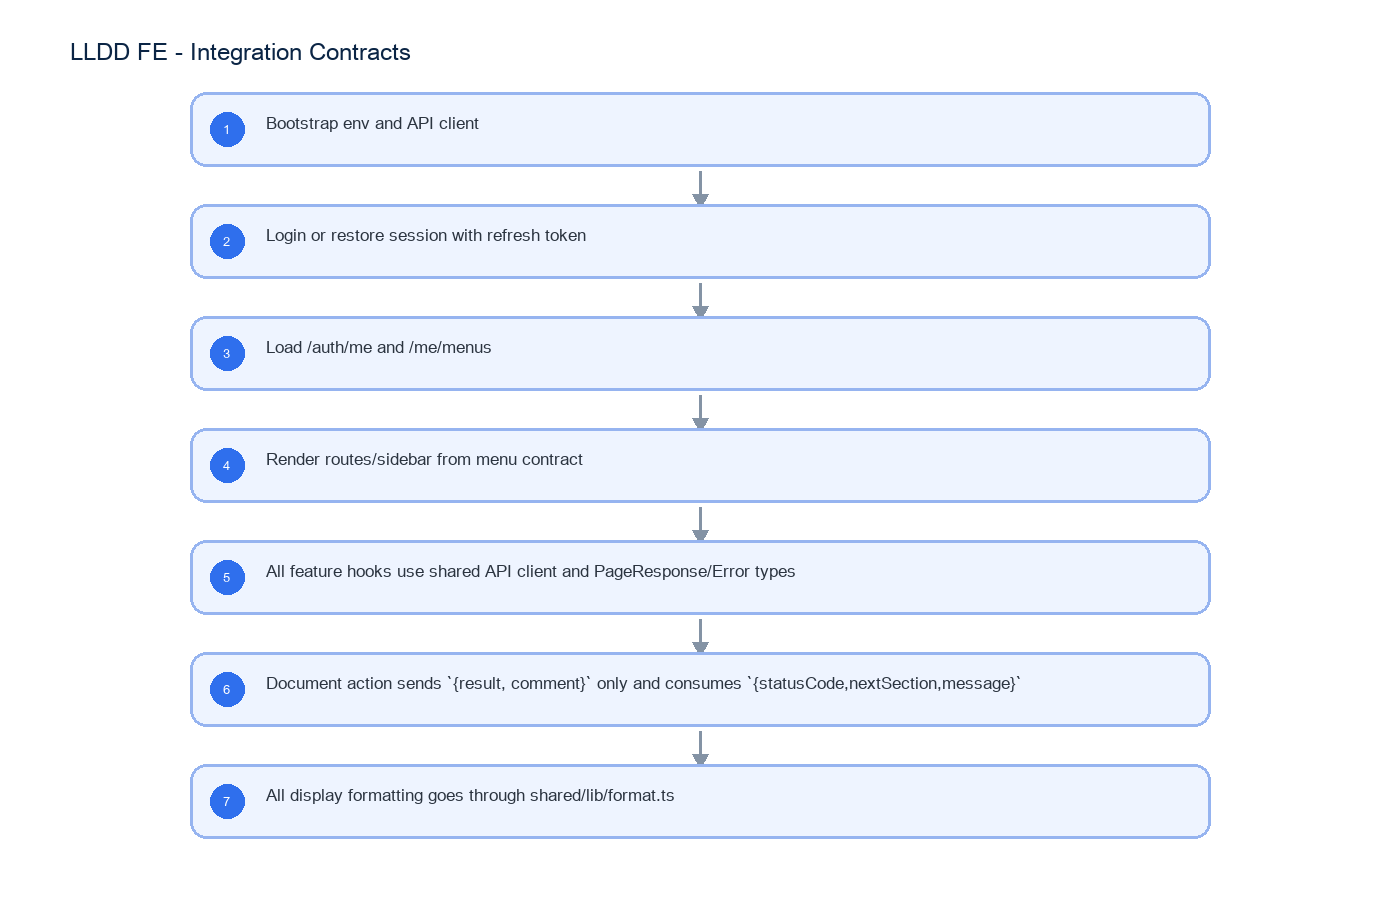 LLDD FE - Integration Contracts
1 Bootstrap env and API client
2 Login or restore session with refresh token
3 Load /auth/me and /me/menus
4 Render routes/sidebar from menu contract
5 All feature hooks use shared API client and PageResponse/Error types
6 Document action sends `{result, comment}` only and consumes `{statusCode,nextSection,message}`
7 All display formatting goes through shared/lib/format.ts